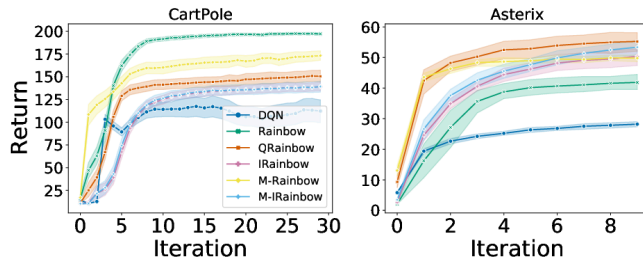 CartPole
Asterix
Return
200
175
150
125
100
75
50
25
DQN
Rainbow
QRainbow
IRainbow
M-Rainbow
M-IRainbow
0 5 10 15 20 25 30
Iteration
60
50
40
30
20
10
0
0 2 4 6 8
Iteration